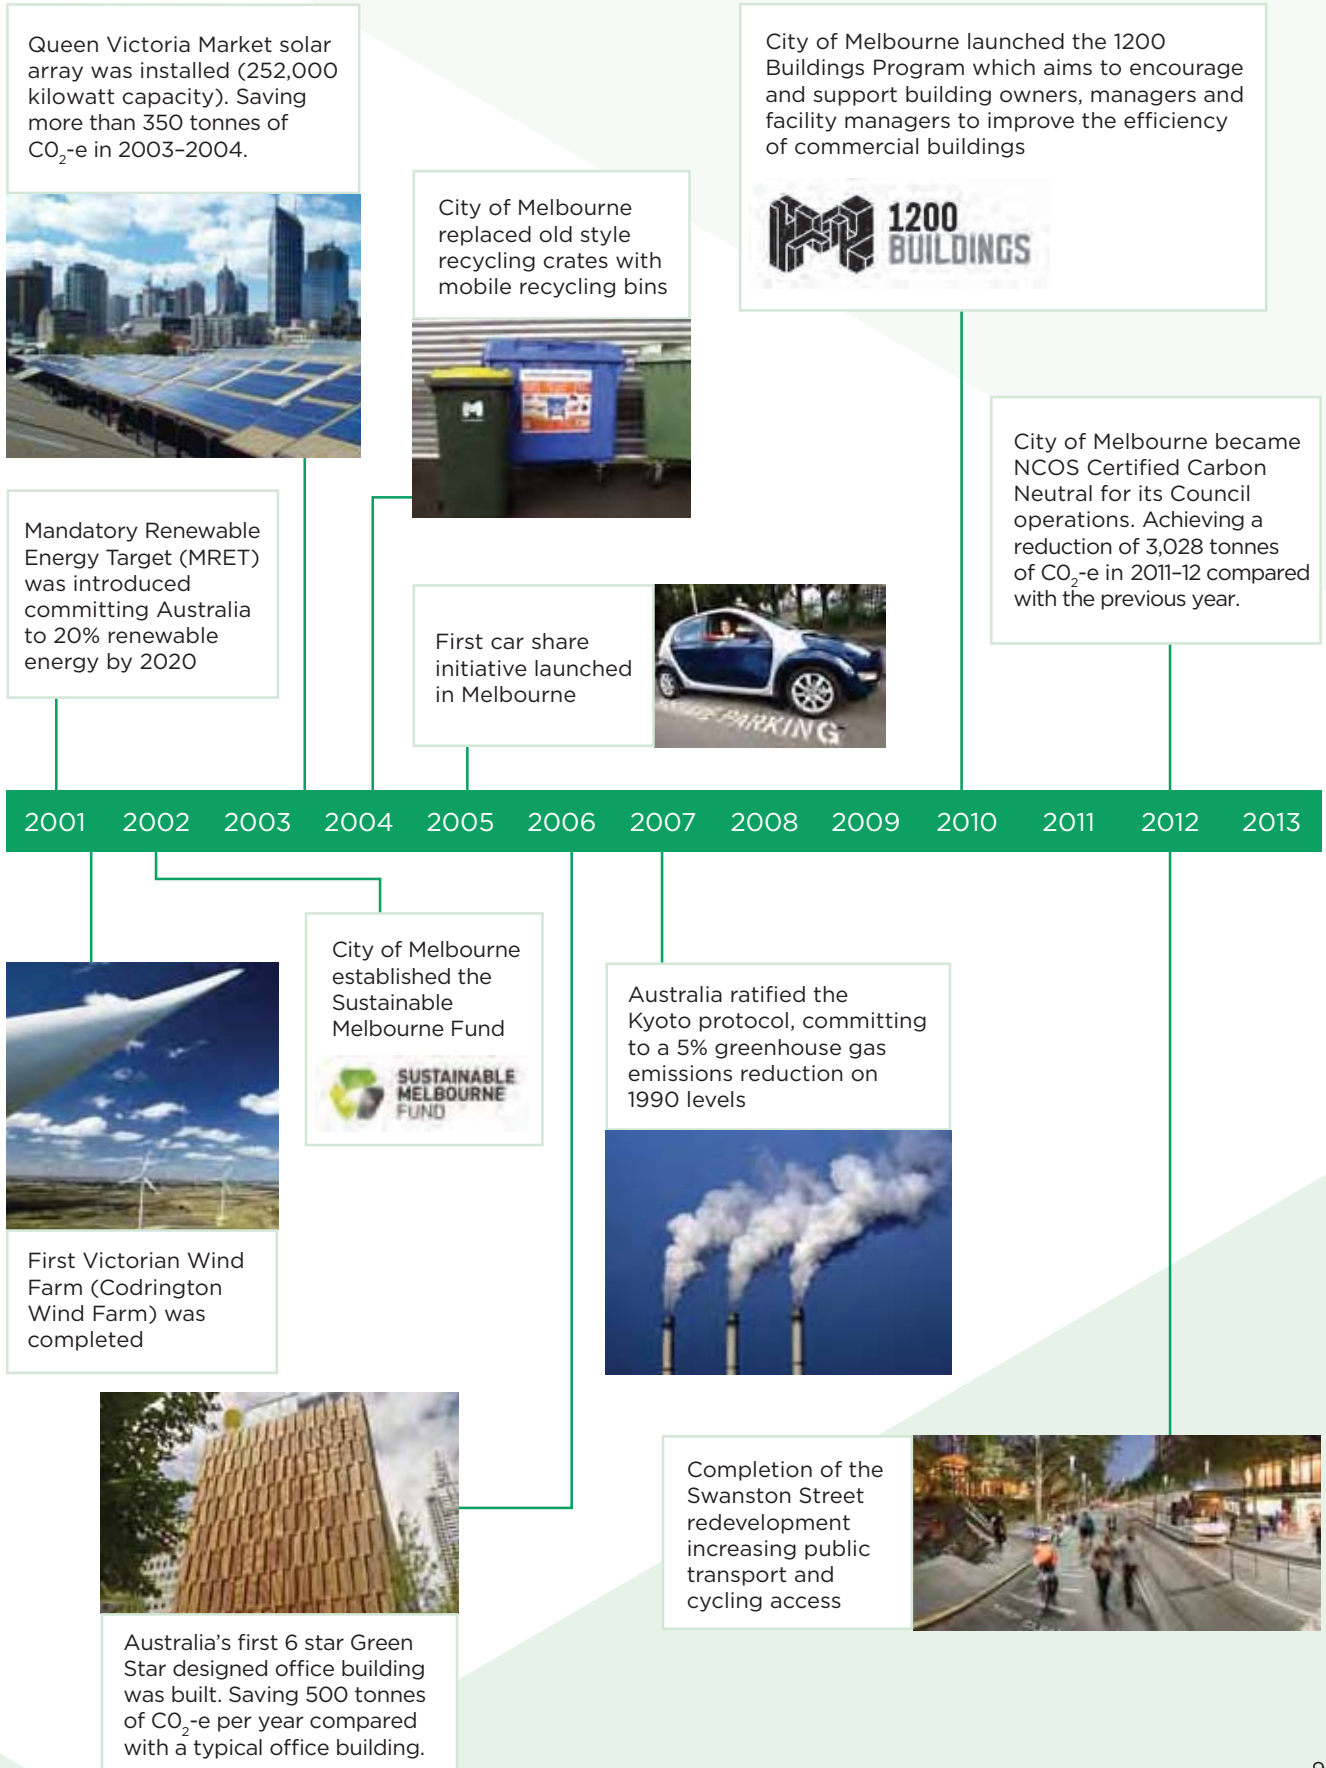 Queen Victoria Market solar
array was installed (252,000
kilowatt capacity). Saving
more than 350 tonnes of
C0₂-e in 2003–2004.
City of Melbourne launched the 1200
Buildings Program which aims to encourage
and support building owners, managers and
facility managers to improve the efficiency
of commercial buildings
1200
BUILDINGS
City of Melbourne
replaced old style
recycling crates with
mobile recycling bins
City of Melbourne became
NCOS Certified Carbon
Neutral for its Council
operations. Achieving a
reduction of 3,028 tonnes
of C0₂-e in 2011–12 compared
with the previous year.
Mandatory Renewable
Energy Target (MRET)
was introduced
committing Australia
to 20% renewable
energy by 2020
First car share
initiative launched
in Melbourne
PARKING
2001 2002 2003 2004 2005 2006 2007 2008 2009 2010 2011 2012 2013
City of Melbourne
established the
Sustainable
Melbourne Fund
SUSTAINABLE
MELBOURNE
FUND
Australia ratified the
Kyoto protocol, committing
to a 5% greenhouse gas
emissions reduction on
1990 levels
First Victorian Wind
Farm (Codrington
Wind Farm) was
completed
Completion of the
Swanston Street
redevelopment
increasing public
transport and
cycling access
Australia's first 6 star Green
Star designed office building
was built. Saving 500 tonnes
of C0₂-e per year compared
with a typical office building.
9